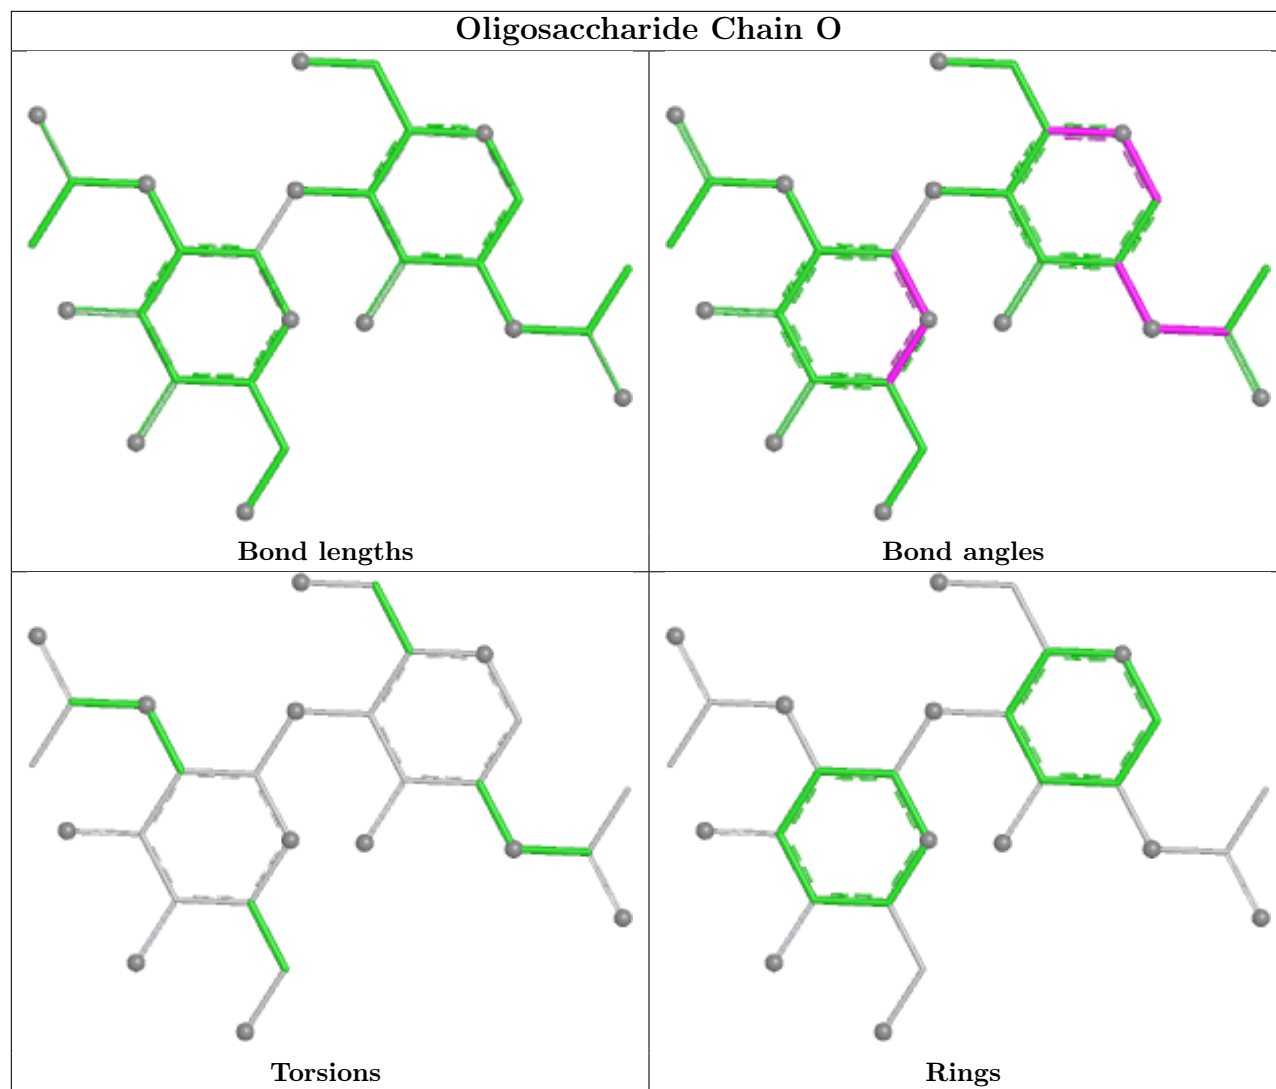 Oligosaccharide Chain O
Bond lengths
Bond angles
Torsions
Rings